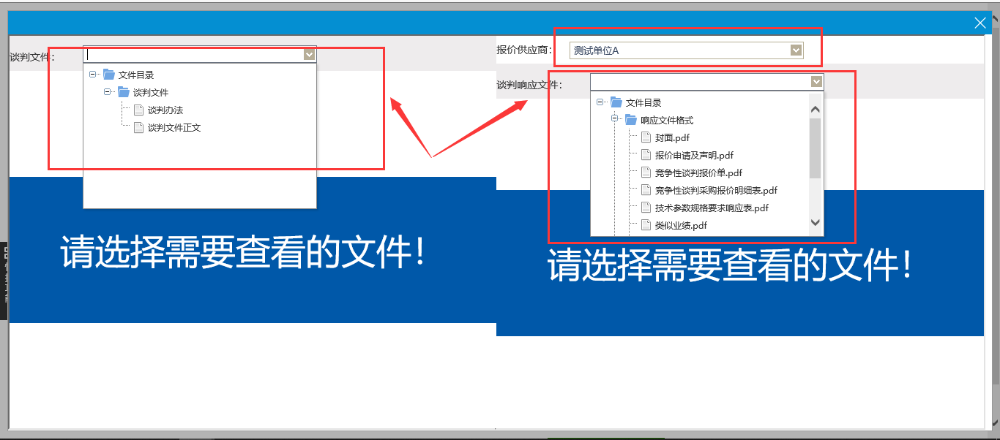 谈判文件:
文件目录
谈判文件
谈判办法
谈判文件正文
请选择需要查看的文件!
报价供应商:
测试单位A
谈判响应文件:
文件目录
响应文件格式
封面.pdf
报价申请及声明.pdf
竞争性谈判报价单.pdf
竞争性谈判采购报价明细表.pdf
技术参数规格要求响应表.pdf
类似业绩.pdf
请选择需要查看的文件!